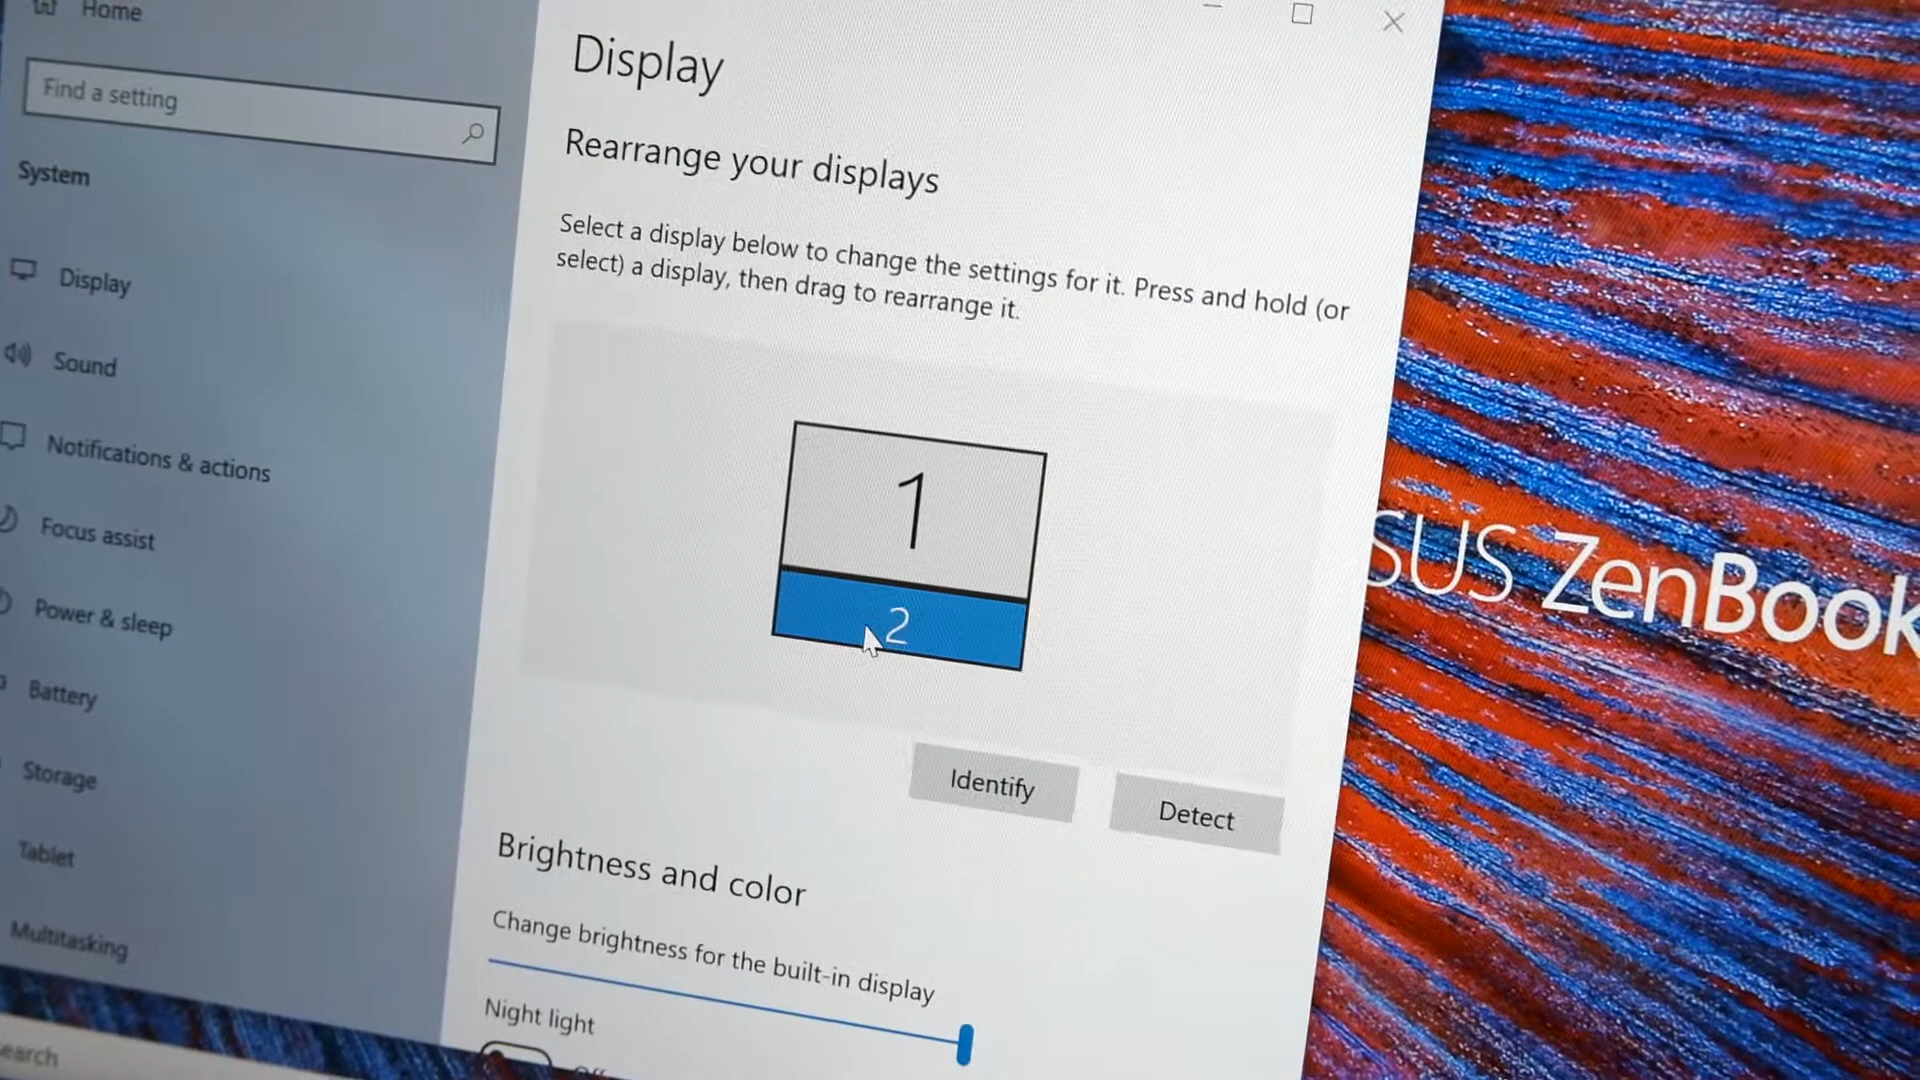 Home
Find a setting
System
Display
Sound
Notifications & actions
Focus assist
Power & sleep
Battery
Storage
Tablet
Multitasking
Display
Rearrange your displays
Select a display below to change the settings for it. Press and hold (or
select) a display, then drag to rearrange it.
1
2
Identify
Detect
Brightness and color
Change brightness for the built-in display
Night light
SUS ZenBook
earch